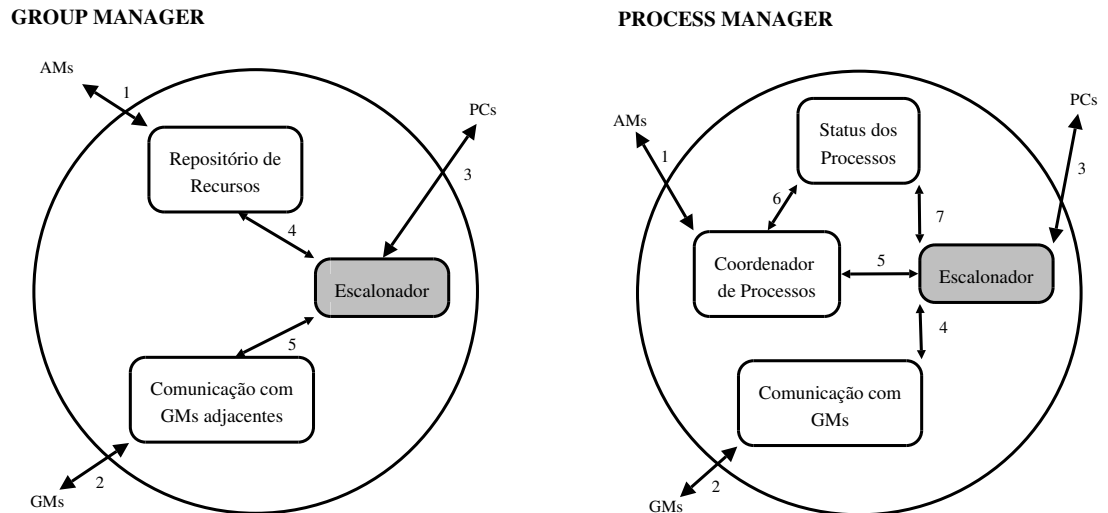 GROUP MANAGER
AMs
1
PCs
Repositório de
Recursos
3
4
Escalonador
5
Comunicação com
GMs adjacentes
2
GMs
PROCESS MANAGER
PCs
AMs
Status dos
Processos
1
3
6
7
Coordenador
de Processos
5
Escalonador
4
Comunicação com
GMs
2
GMs